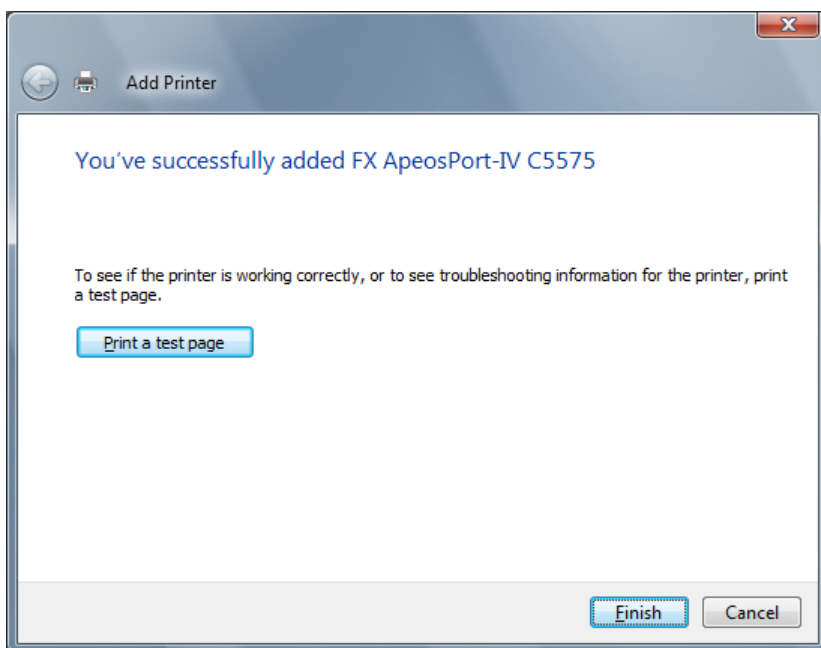 Add Printer
You've successfully added FX ApeosPort-IV C5575
To see if the printer is working correctly, or to see troubleshooting information for the printer, print
a test page.
Print a test page
Finish
Cancel